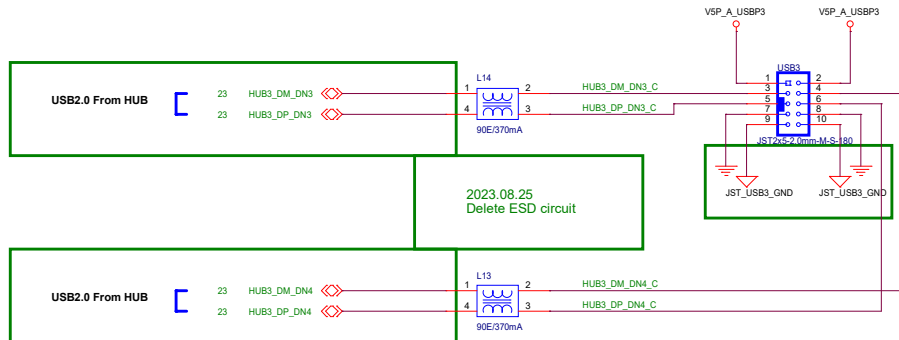 V5P_A_USBP3 V5P_A_USBP3
USB3
1 2
3 4
5 6
7 8
9 10
JST2x5-2.0mm-M-S-180
JST_USB3_GND JST_USB3_GND
USB2.0 From HUB
23 HUB3_DM_DN3
23 HUB3_DP_DN3
L14
1 2
4 3
90E/370mA
HUB3_DM_DN3_C
HUB3_DP_DN3_C
2023.08.25
Delete ESD circuit
USB2.0 From HUB
23 HUB3_DM_DN4
23 HUB3_DP_DN4
L13
1 2
4 3
90E/370mA
HUB3_DM_DN4_C
HUB3_DP_DN4_C